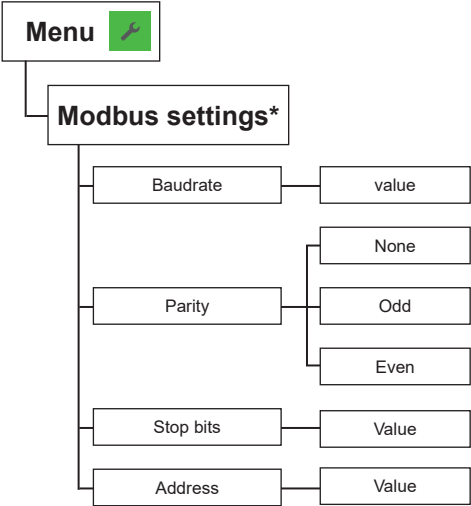 Menu
Modbus settings*
Baudrate
value
None
Parity
Odd
Even
Stop bits
Value
Address
Value